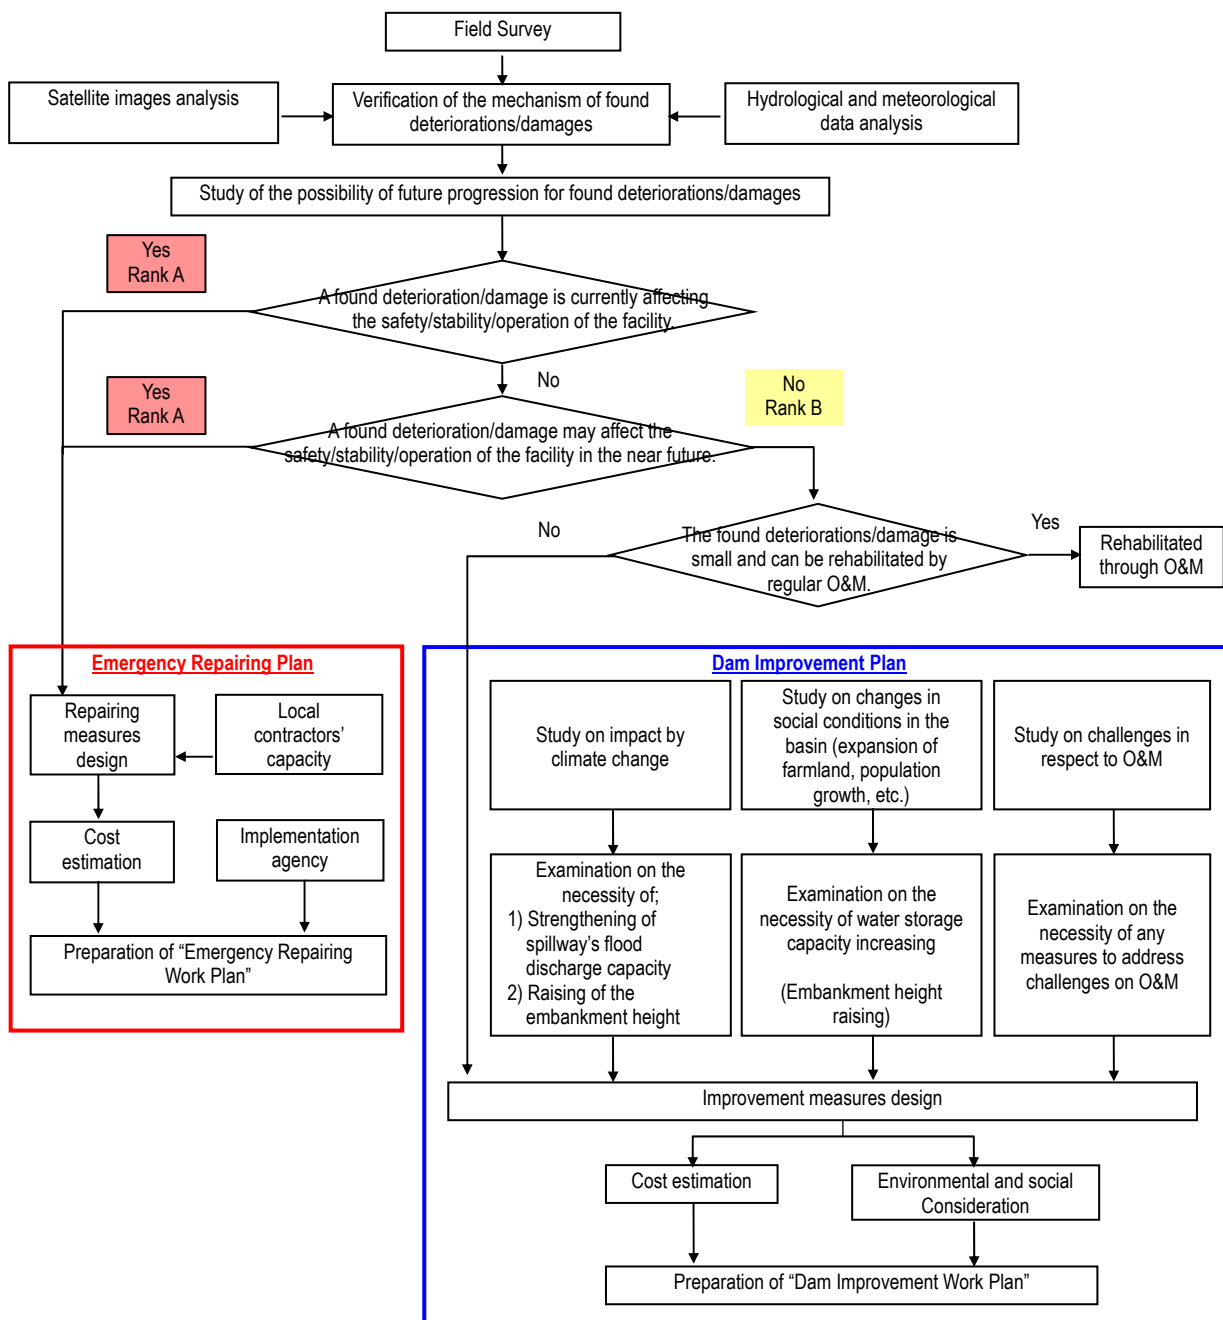 Field Survey
Satellite images analysis
Verification of the mechanism of found
deteriorations/damages
Hydrological and meteorological
data analysis
Study of the possibility of future progression for found deteriorations/damages
Yes
Rank A
A found deterioration/damage is currently affecting
the safety/stability/operation of the facility.
No
Yes
Rank A
No
Rank B
A found deterioration/damage may affect the
safety/stability/operation of the facility in the near future.
No
The found deteriorations/damage is
small and can be rehabilitated by
regular O&M.
Yes
Rehabilitated
through O&M
Emergency Repairing Plan
Repairing
measures
design
Local
contractors’
capacity
Cost
estimation
Implementation
agency
Preparation of “Emergency Repairing
Work Plan”
Dam Improvement Plan
Study on impact by
climate change
Study on changes in
social conditions in the
basin (expansion of
farmland, population
growth, etc.)
Study on challenges in
respect to O&M
Examination on the
necessity of;
1) Strengthening of
spillway’s flood
discharge capacity
2) Raising of the
embankment height
Examination on the
necessity of water storage
capacity increasing
(Embankment height
raising)
Examination on the
necessity of any
measures to address
challenges on O&M
Improvement measures design
Cost estimation
Environmental and social
Consideration
Preparation of “Dam Improvement Work Plan”